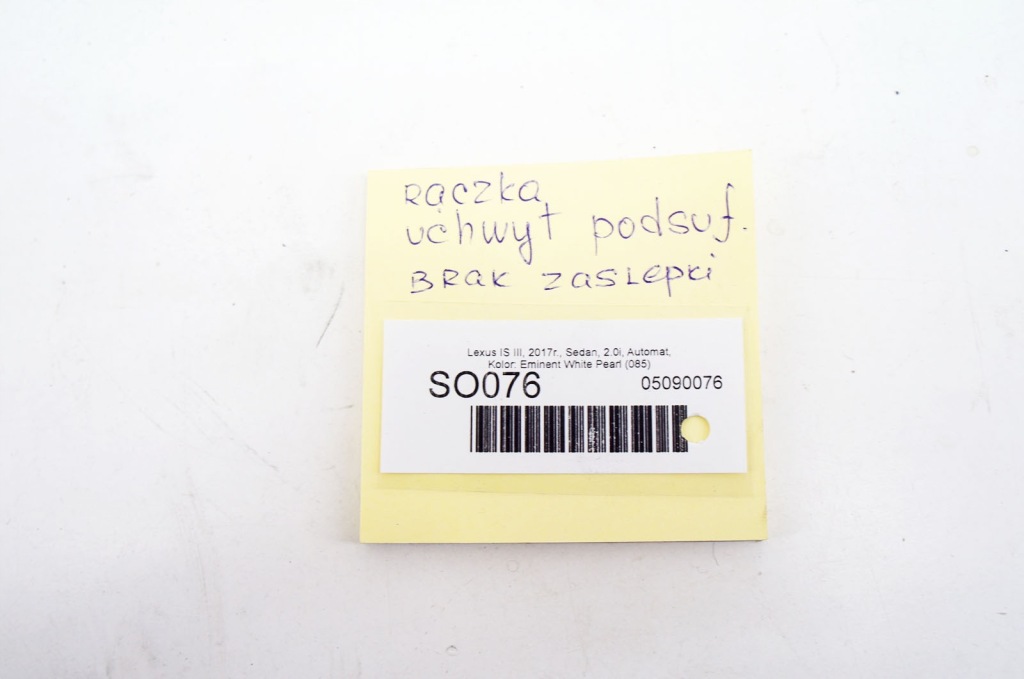 Rączka,
uchwyt podsuf.
BRAK ZASLEPKI
Lexus IS III, 2017r., Sedan, 2.0i, Automat,
Kolor: Eminent White Pearl (085)
SO076 05090076